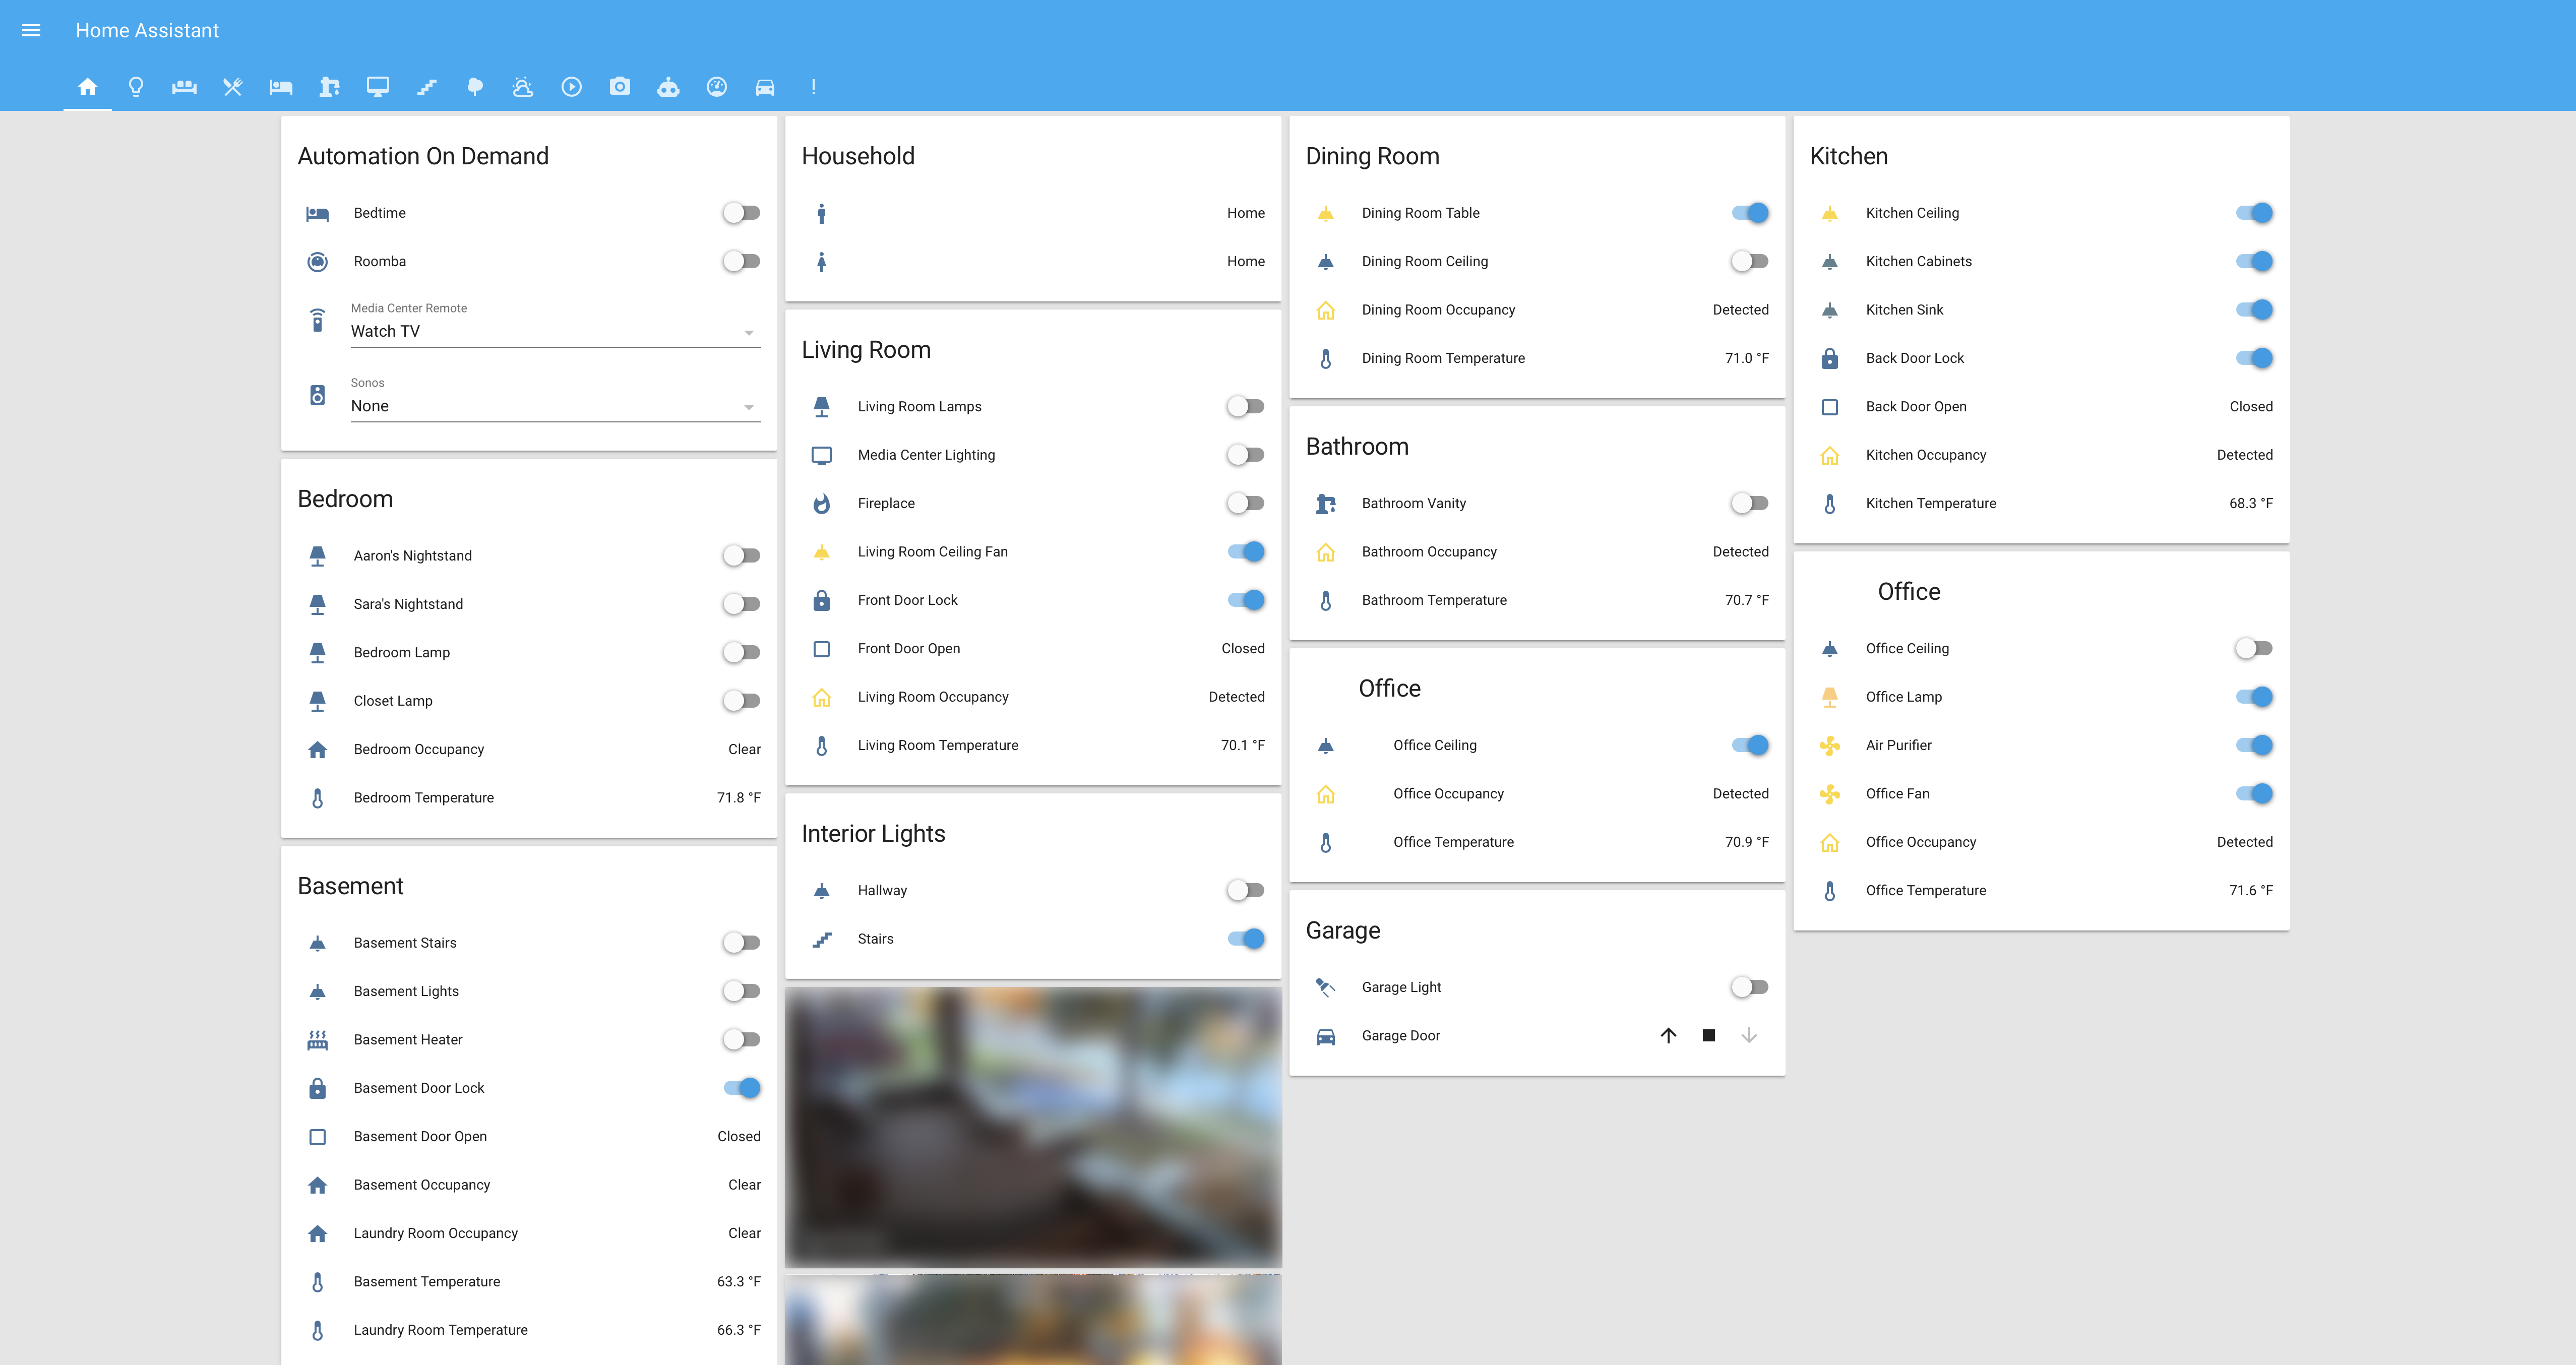 Home Assistant
Automation On Demand
Bedtime
Roomba
Media Center Remote
Watch TV
Sonos
None
Bedroom
Aaron's Nightstand
Sara's Nightstand
Bedroom Lamp
Closet Lamp
Bedroom Occupancy Clear
Bedroom Temperature 71.8 °F
Basement
Basement Stairs
Basement Lights
Basement Heater
Basement Door Lock
Basement Door Open Closed
Basement Occupancy Clear
Laundry Room Occupancy Clear
Basement Temperature 63.3 °F
Laundry Room Temperature 66.3 °F
Household
Home
Home
Living Room
Living Room Lamps
Media Center Lighting
Fireplace
Living Room Ceiling Fan
Front Door Lock
Front Door Open Closed
Living Room Occupancy Detected
Living Room Temperature 70.1 °F
Interior Lights
Hallway
Stairs
Dining Room
Dining Room Table
Dining Room Ceiling
Dining Room Occupancy Detected
Dining Room Temperature 71.0 °F
Bathroom
Bathroom Vanity
Bathroom Occupancy Detected
Bathroom Temperature 70.7 °F
Office
Office Ceiling
Office Occupancy Detected
Office Temperature 70.9 °F
Garage
Garage Light
Garage Door
Kitchen
Kitchen Ceiling
Kitchen Cabinets
Kitchen Sink
Back Door Lock
Back Door Open Closed
Kitchen Occupancy Detected
Kitchen Temperature 68.3 °F
Office
Office Ceiling
Office Lamp
Air Purifier
Office Fan
Office Occupancy Detected
Office Temperature 71.6 °F